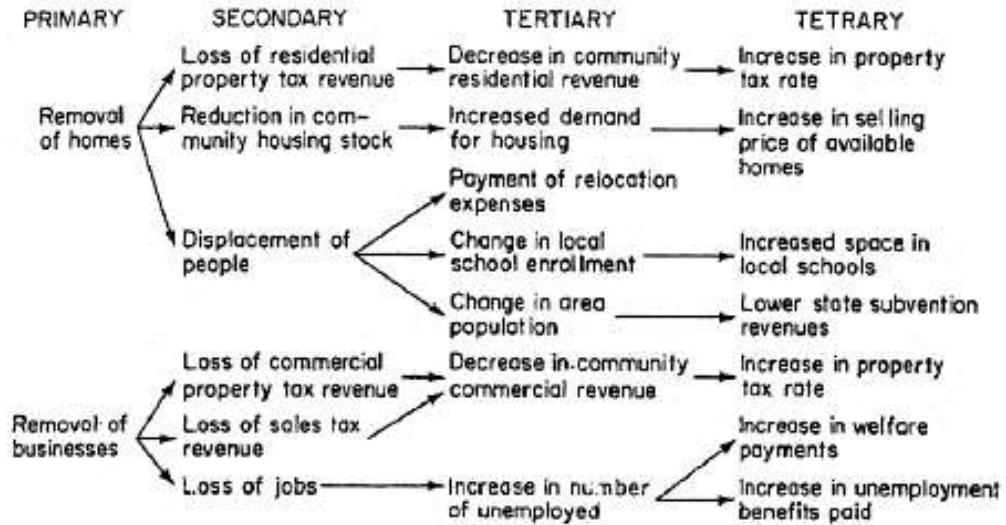 PRIMARY SECONDARY TERTIARY TETRARY
Loss of residential
property tax revenue
Decrease in community
residential revenue
Increase in property
tax rate
Removal
of homes
Reduction in com-
munity housing stock
Increased demand
for housing
Increase in selling
price of available
homes
Payment of relocation
expenses
Displacement of
people
Change in local
school enrollment
Increased space in
local schools
Change in area
population
Lower state subvention
revenues
Loss of commercial
property tax revenue
Decrease in community
commercial revenue
Increase in property
tax rate
Removal of
businesses
Loss of sales tax
revenue
Increase in welfare
payments
Loss of jobs
Increase in number
of unemployed
Increase in unemployment
benefits paid